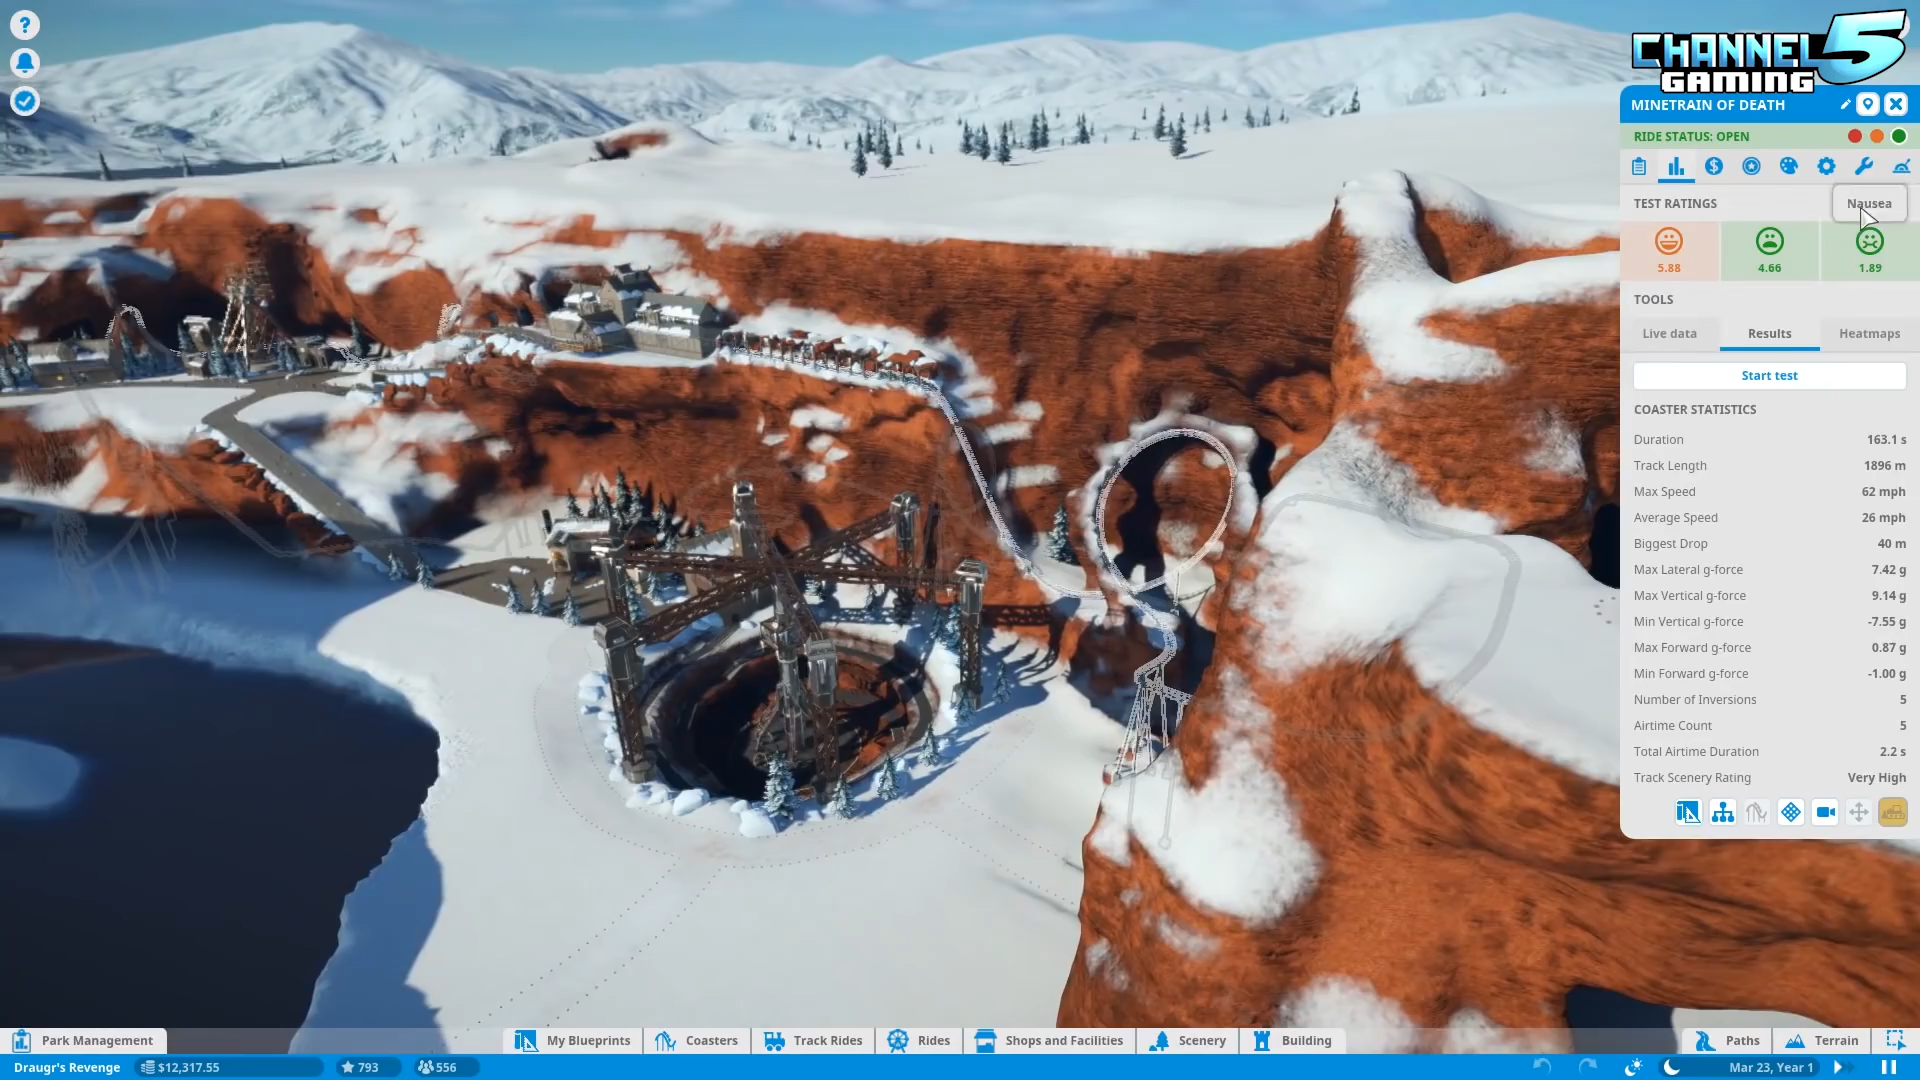 CHANNEL 5
GAMING
MINETRAIN OF DEATH
RIDE STATUS: OPEN
TEST RATINGS
Nausea
5.88 4.66 1.89
TOOLS
Live data Results Heatmaps
Start test
COASTER STATISTICS
Duration 163.1 s
Track Length 1896 m
Max Speed 62 mph
Average Speed 26 mph
Biggest Drop 40 m
Max Lateral g-force 7.42 g
Max Vertical g-force 9.14 g
Min Vertical g-force -7.55 g
Max Forward g-force 0.87 g
Min Forward g-force -1.00 g
Number of Inversions 5
Airtime Count 5
Total Airtime Duration 2.2 s
Track Scenery Rating Very High
Park Management My Blueprints Coasters Track Rides Rides Shops and Facilities Scenery Building Paths Terrain
Draugr's Revenge $12,317.55 793 556 Mar 23, Year 1